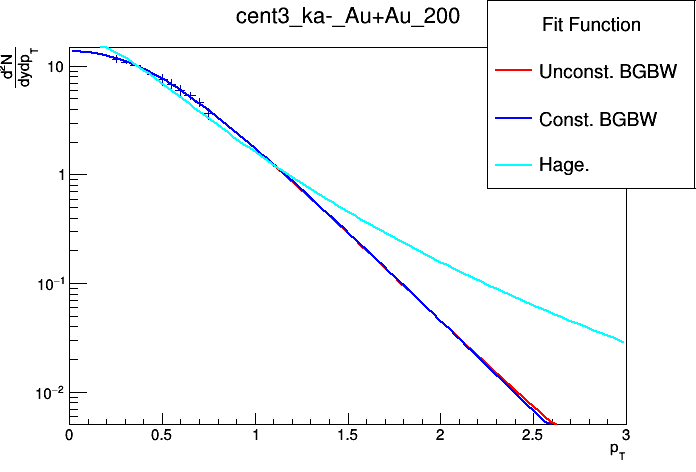 cent3_ka-_Au+Au_200
d²N
dydp_T
Fit Function
Unconst. BGBW
Const. BGBW
Hage.
10
1
10⁻¹
10⁻²
0 0.5 1 1.5 2 2.5 3
p_T